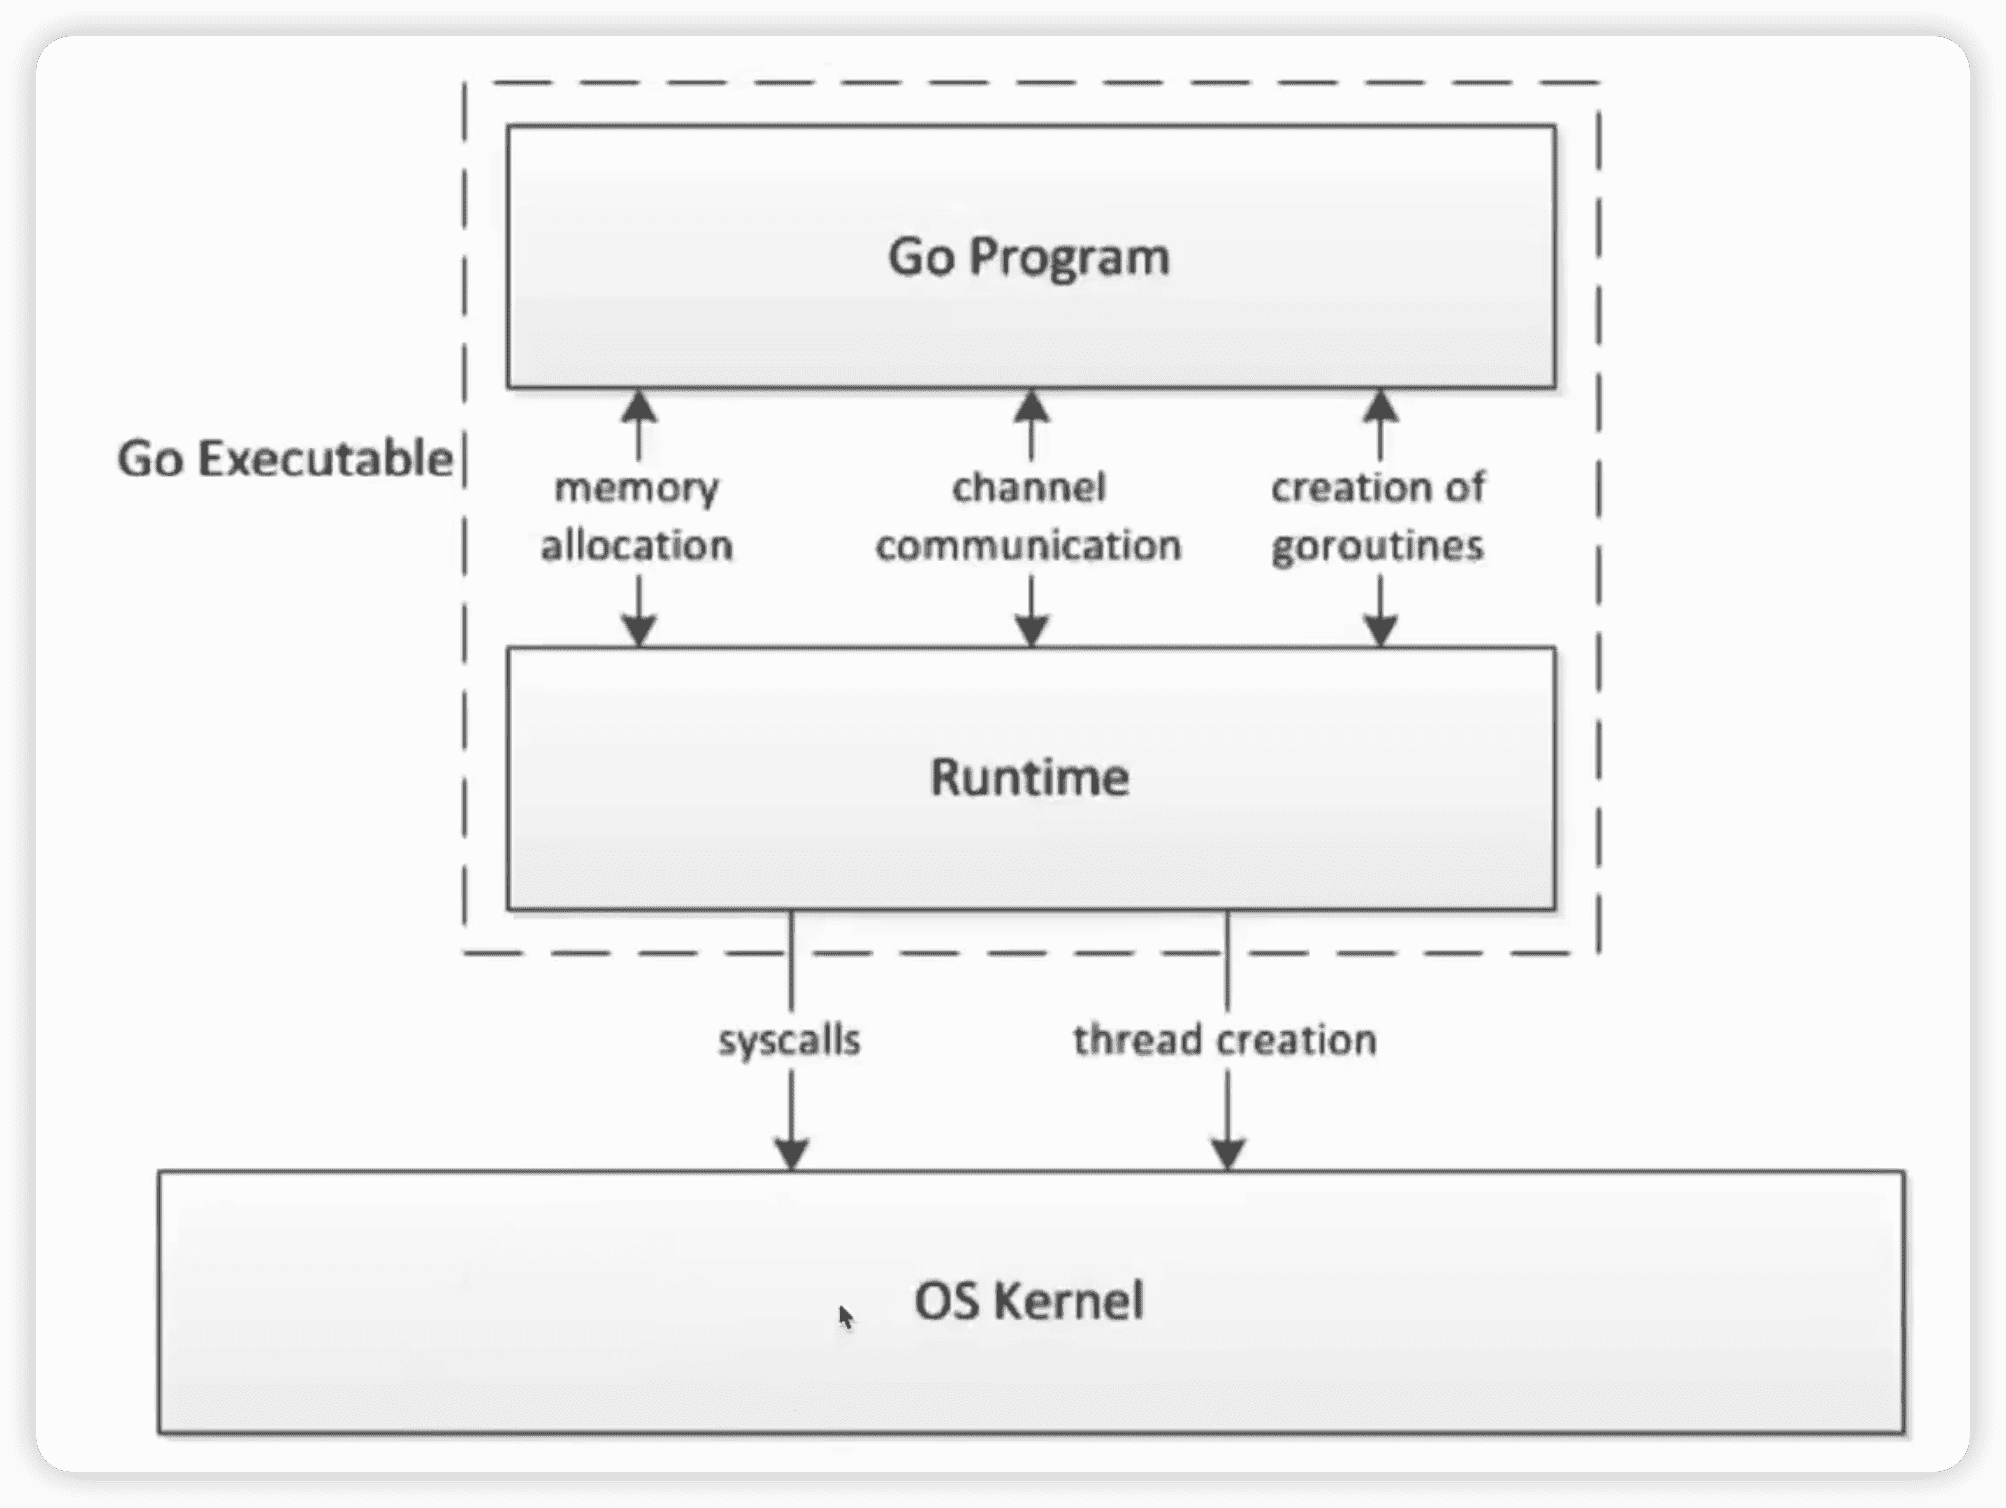 Go Program
Go Executable
memory
allocation
channel
communication
creation of
goroutines
Runtime
syscalls
thread creation
OS Kernel